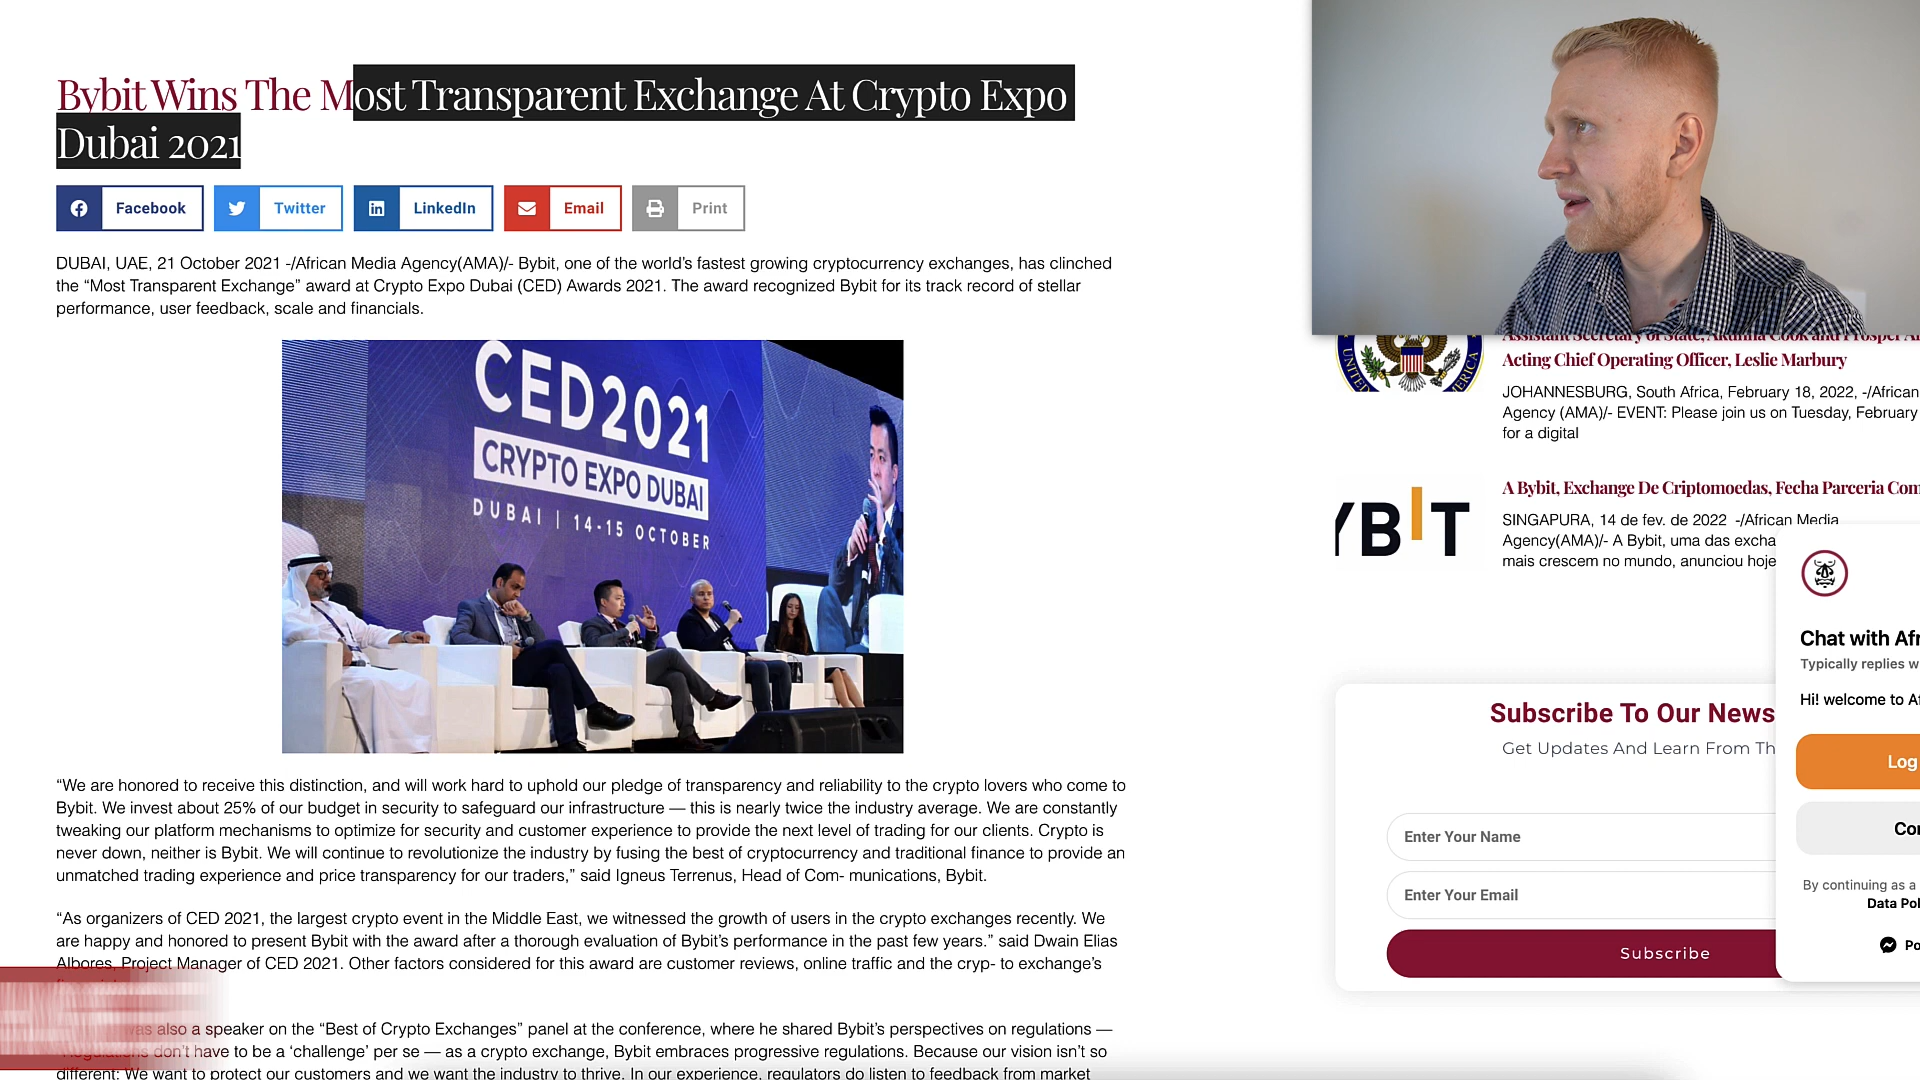 Bybit Wins The Most Transparent Exchange At Crypto Expo
Dubai 2021
Facebook
Twitter
LinkedIn
Email
Print
DUBAI, UAE, 21 October 2021 -/African Media Agency(AMA)/- Bybit, one of the world’s fastest growing cryptocurrency exchanges, has clinched
the “Most Transparent Exchange” award at Crypto Expo Dubai (CED) Awards 2021. The award recognized Bybit for its track record of stellar
performance, user feedback, scale and financials.
CED2021
CRYPTO EXPO DUBAI
DUBAI | 14-15 OCTOBER
“We are honored to receive this distinction, and will work hard to uphold our pledge of transparency and reliability to the crypto lovers who come to
Bybit. We invest about 25% of our budget in security to safeguard our infrastructure — this is nearly twice the industry average. We are constantly
tweaking our platform mechanisms to optimize for security and customer experience to provide the next level of trading for our clients. Crypto is
never down, neither is Bybit. We will continue to revolutionize the industry by fusing the best of cryptocurrency and traditional finance to provide an
unmatched trading experience and price transparency for our traders,” said Igneus Terrenus, Head of Com- munications, Bybit.
“As organizers of CED 2021, the largest crypto event in the Middle East, we witnessed the growth of users in the crypto exchanges recently. We
are happy and honored to present Bybit with the award after a thorough evaluation of Bybit’s performance in the past few years.” said Dwain Elias
Albores, Project Manager of CED 2021. Other factors considered for this award are customer reviews, online traffic and the cryp- to exchange’s
was also a speaker on the “Best of Crypto Exchanges” panel at the conference, where he shared Bybit’s perspectives on regulations —
“Regulations don’t have to be a ‘challenge’ per se — as a crypto exchange, Bybit embraces progressive regulations. Because our vision isn’t so
different: We want to protect our customers and we want the industry to thrive. In our experience, regulators do listen to feedback from market
UNITED
ERICA
Assistant Secretary of State, Akunna Cook and Prosper
Acting Chief Operating Officer, Leslie Marbury
JOHANNESBURG, South Africa, February 18, 2022, -/African
Agency (AMA)/- EVENT: Please join us on Tuesday, February
for a digital
YBIT
A Bybit, Exchange De Criptomoedas, Fecha Parceria Com
SINGAPURA, 14 de fev. de 2022 -/African Media
Agency(AMA)/- A Bybit, uma das excha
mais crescem no mundo, anunciou hoje
Chat with Afr
Typically replies w
Hi! welcome to Af
Log
Con
By continuing as a
Data Pol
Po
Subscribe To Our News
Get Updates And Learn From Th
Enter Your Name
Enter Your Email
Subscribe